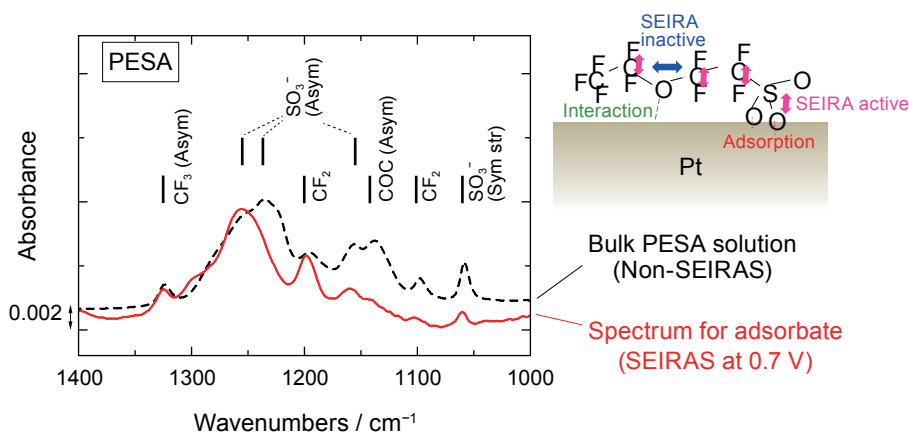 PESA
SO₃⁻
(Asym)
CF₃ (Asym)
CF₂
COC (Asym)
CF₂
SO₃⁻
(Sym str)
Absorbance
0.002
1400
1300
1200
1100
1000
Wavenumbers / cm⁻¹
SEIRA
inactive
F
F
C
F
C
F
F
F
O
F
C
F
F
C
F
S
O
O
O
SEIRA active
Interaction
Adsorption
Pt
Bulk PESA solution
(Non-SEIRAS)
Spectrum for adsorbate
(SEIRAS at 0.7 V)